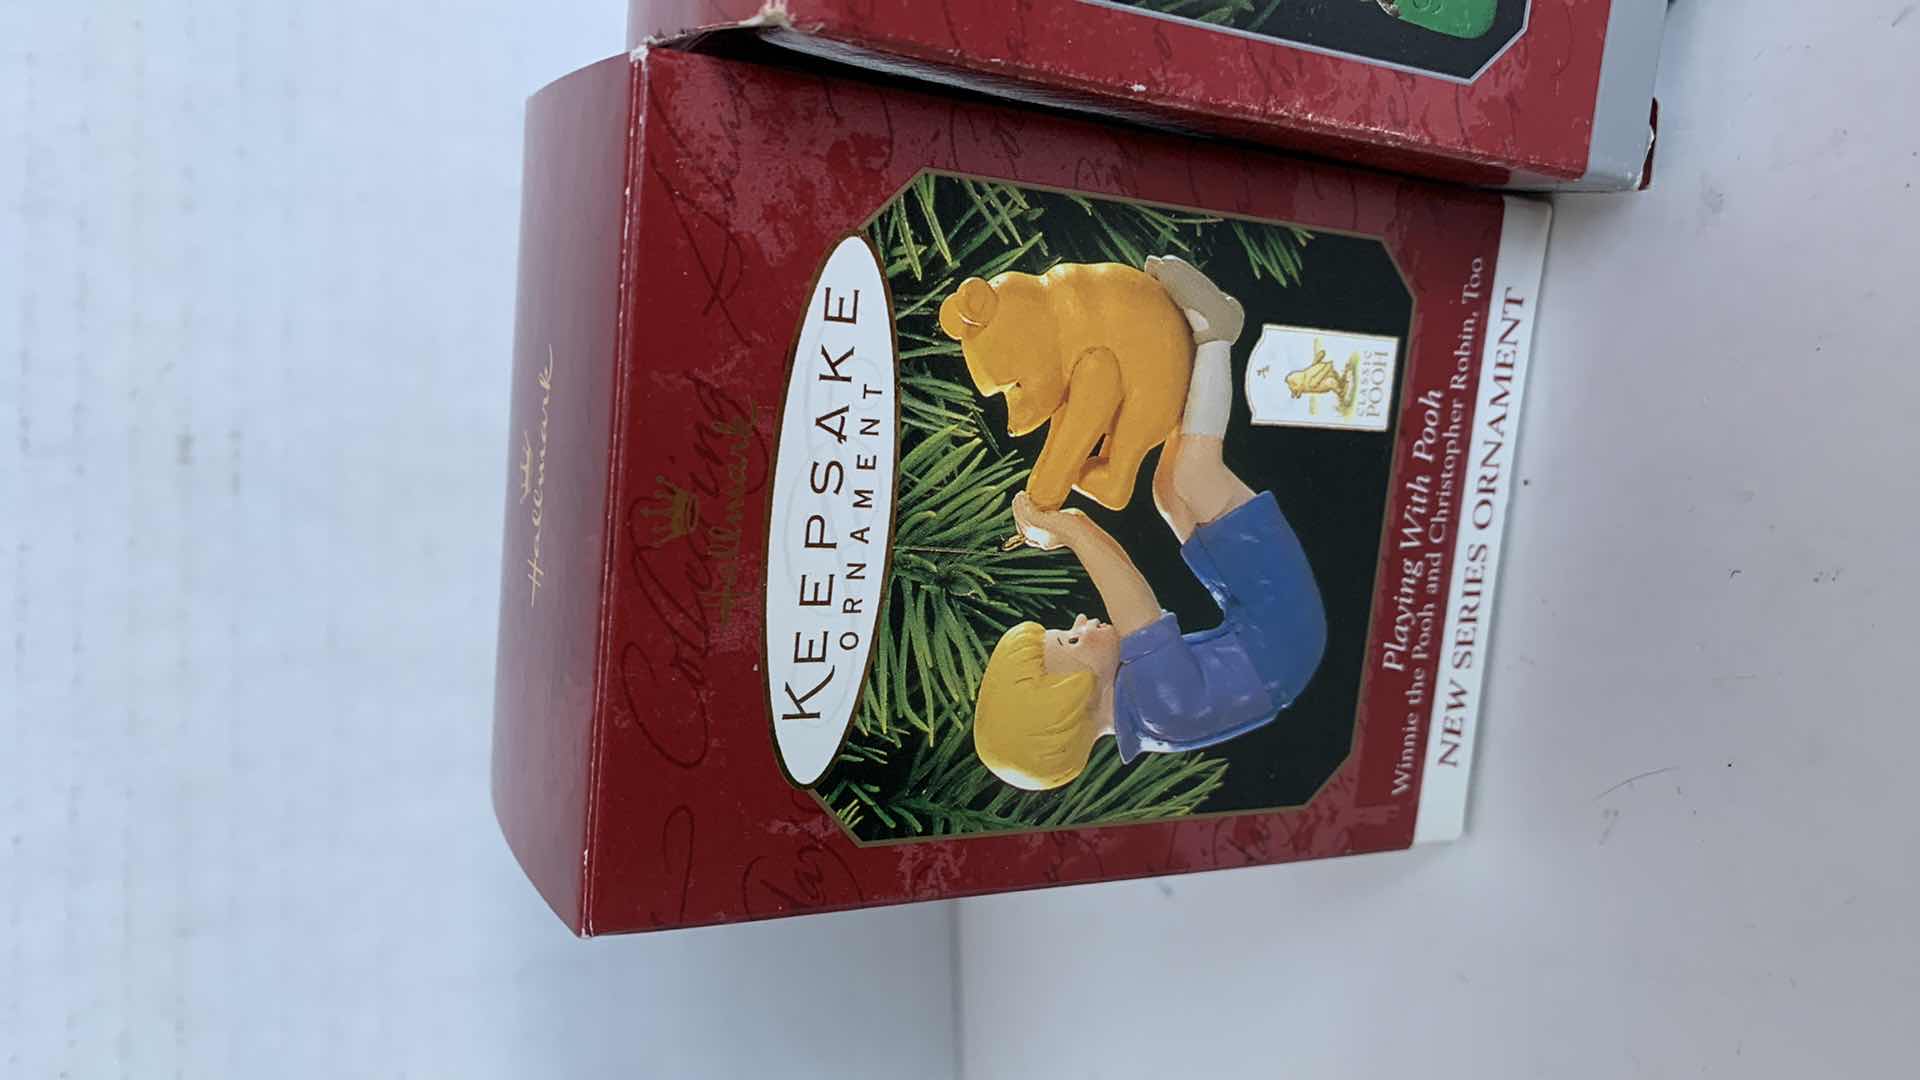 Hallmark
Collecting
Hallmark
KEEPSAKE
ORNAMENT
CLASSIC
POOH
Playing With Pooh
Winnie the Pooh and Christopher Robin, Too
NEW SERIES ORNAMENT